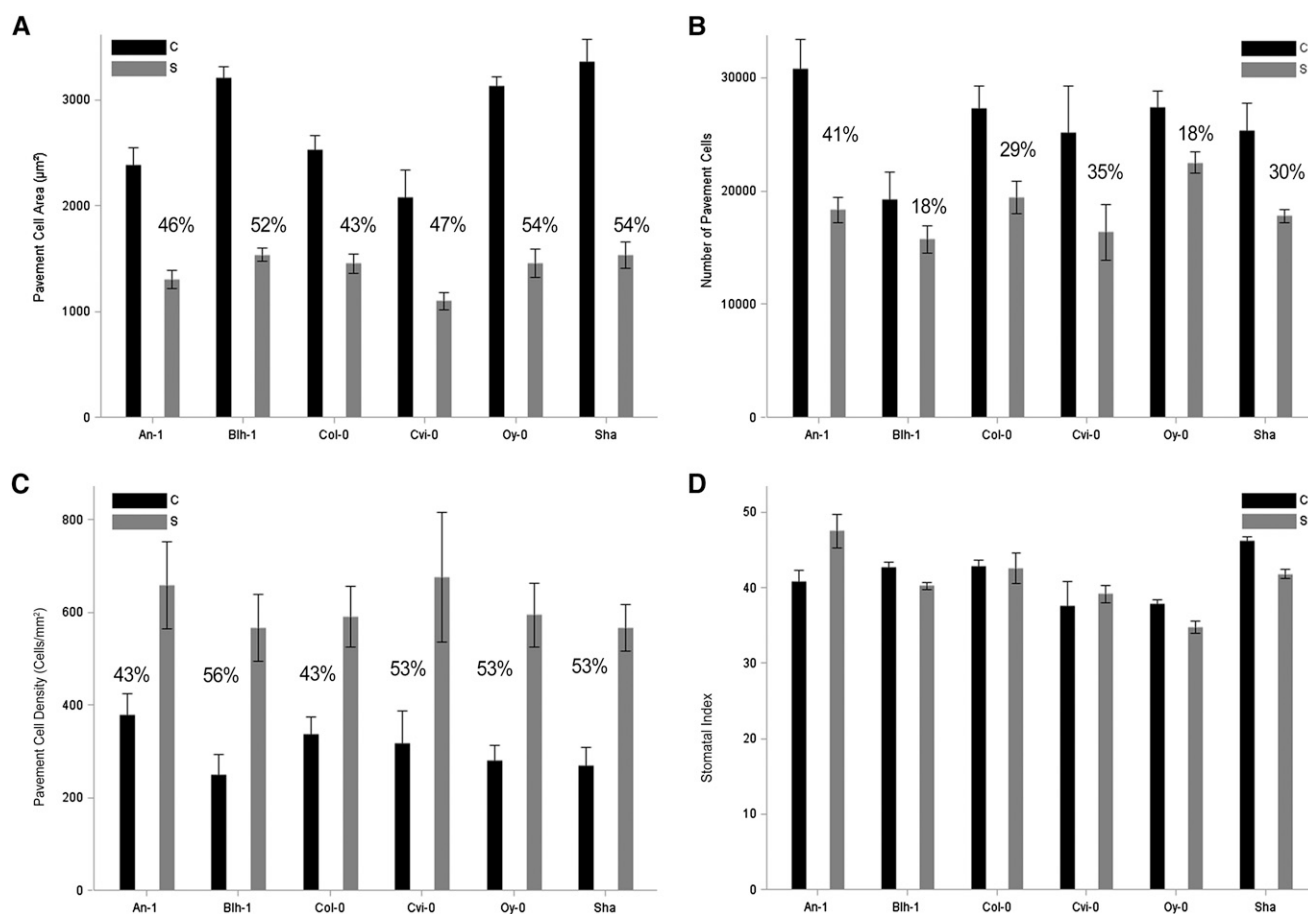 A
C
S
Pavement Cell Area (µm²)
3000
2000
1000
0
46%
52%
43%
47%
54%
54%
An-1
Blh-1
Col-0
Cvi-0
Oy-0
Sha
B
C
S
Number of Pavement Cells
30000
20000
10000
0
41%
18%
29%
35%
18%
30%
An-1
Blh-1
Col-0
Cvi-0
Oy-0
Sha
C
C
S
Pavement Cell Density (Cells/mm²)
800
600
400
200
0
43%
56%
43%
53%
53%
53%
An-1
Blh-1
Col-0
Cvi-0
Oy-0
Sha
D
C
S
Stomatal Index
50
40
30
20
10
0
An-1
Blh-1
Col-0
Cvi-0
Oy-0
Sha